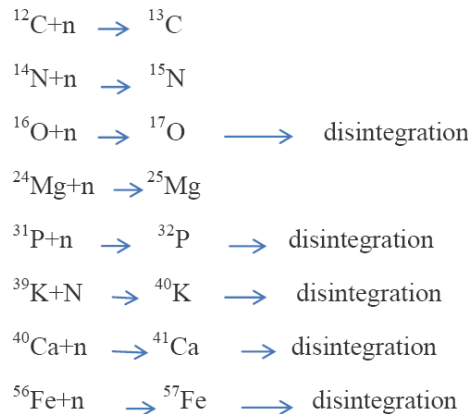 ¹²C+n → ¹³C
¹⁴N+n → ¹⁵N
¹⁶O+n → ¹⁷O → disintegration
²⁴Mg+n → ²⁵Mg
³¹P+n → ³²P → disintegration
³⁹K+N → ⁴⁰K → disintegration
⁴⁰Ca+n → ⁴¹Ca → disintegration
⁵⁶Fe+n → ⁵⁷Fe → disintegration